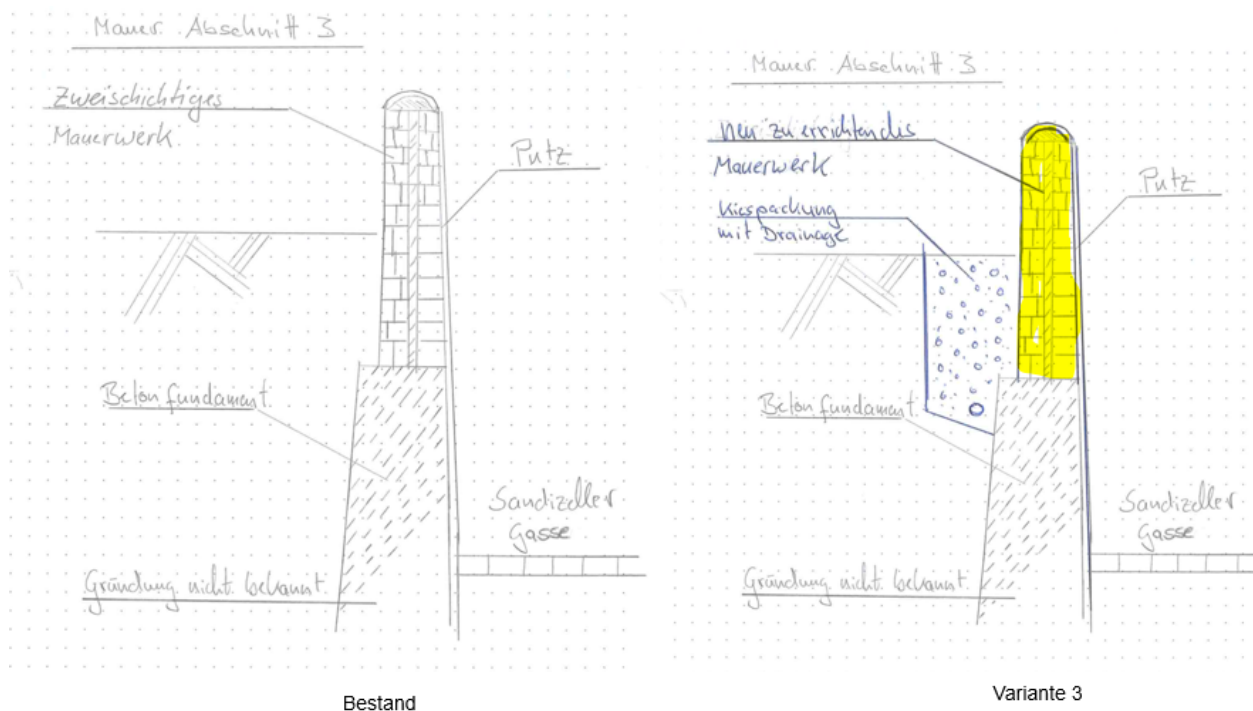 Mauer Abschnitt 3
Zweischichtiges
Mauerwerk
Putz
Betonfundament
Sandizeller
Gasse
Gründung nicht bekannt
Bestand
Mauer Abschnitt 3
Neu zu errichtendes
Mauerwerk
Kiespackung
mit Drainage
Putz
Betonfundament
Sandizeller
Gasse
Gründung nicht bekannt
Variante 3